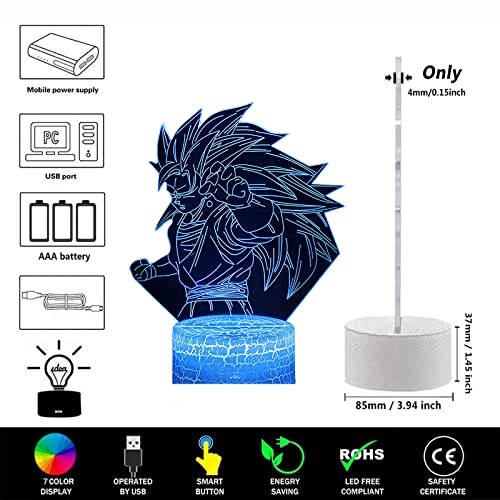 Mobile power supply
PC
USB port
AAA battery
idea
Only
4mm/0.15inch
37mm / 1.45 inch
85mm / 3.94 inch
7 COLOR
DISPLAY
OPERATED
BY USB
SMART
BUTTON
ENEGRY
SAVING
ROHS
LED FREE
COMPLIANT
CE
SAFETY
CERTIFICATE